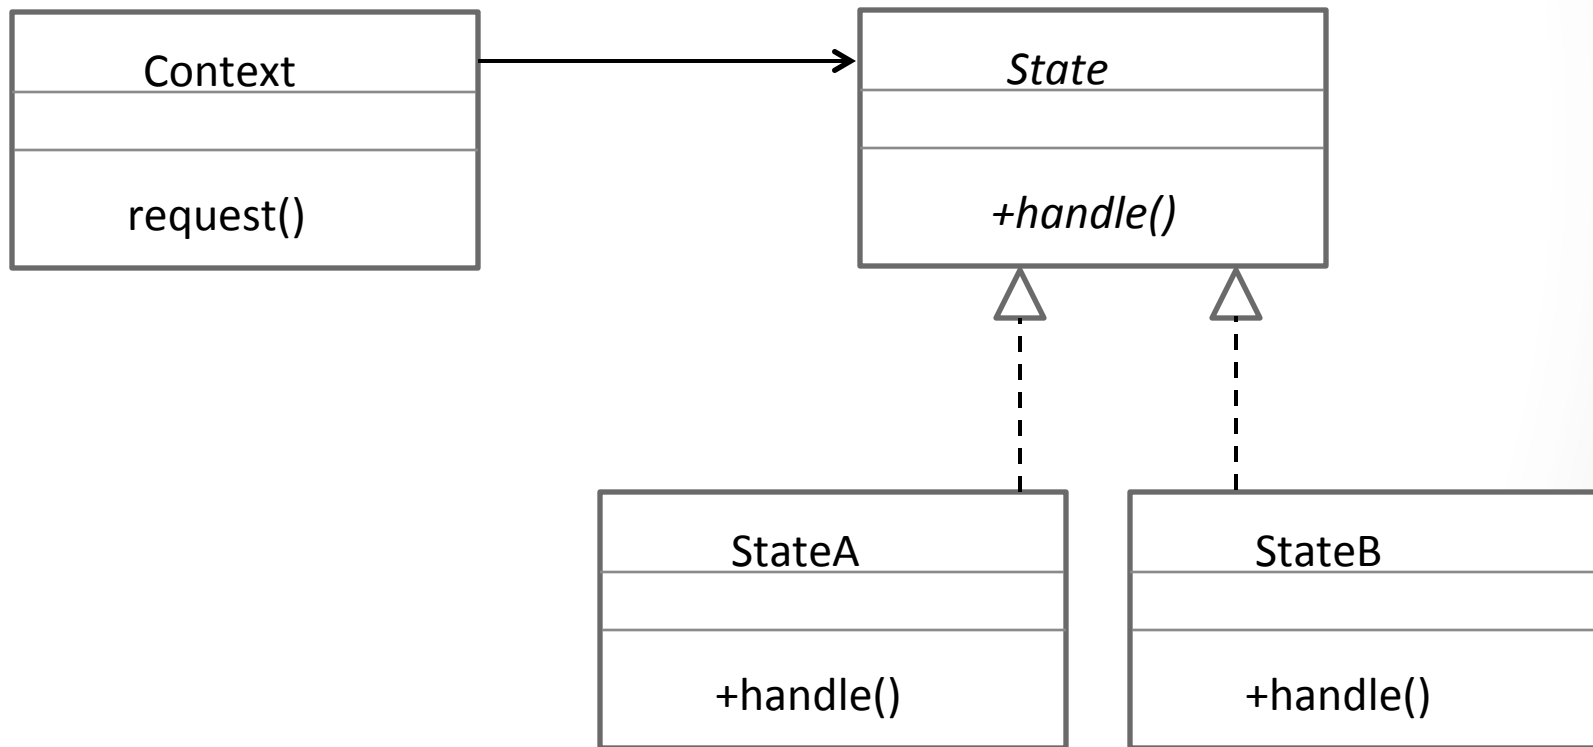 Context
request()
State
+handle()
StateA
+handle()
StateB
+handle()